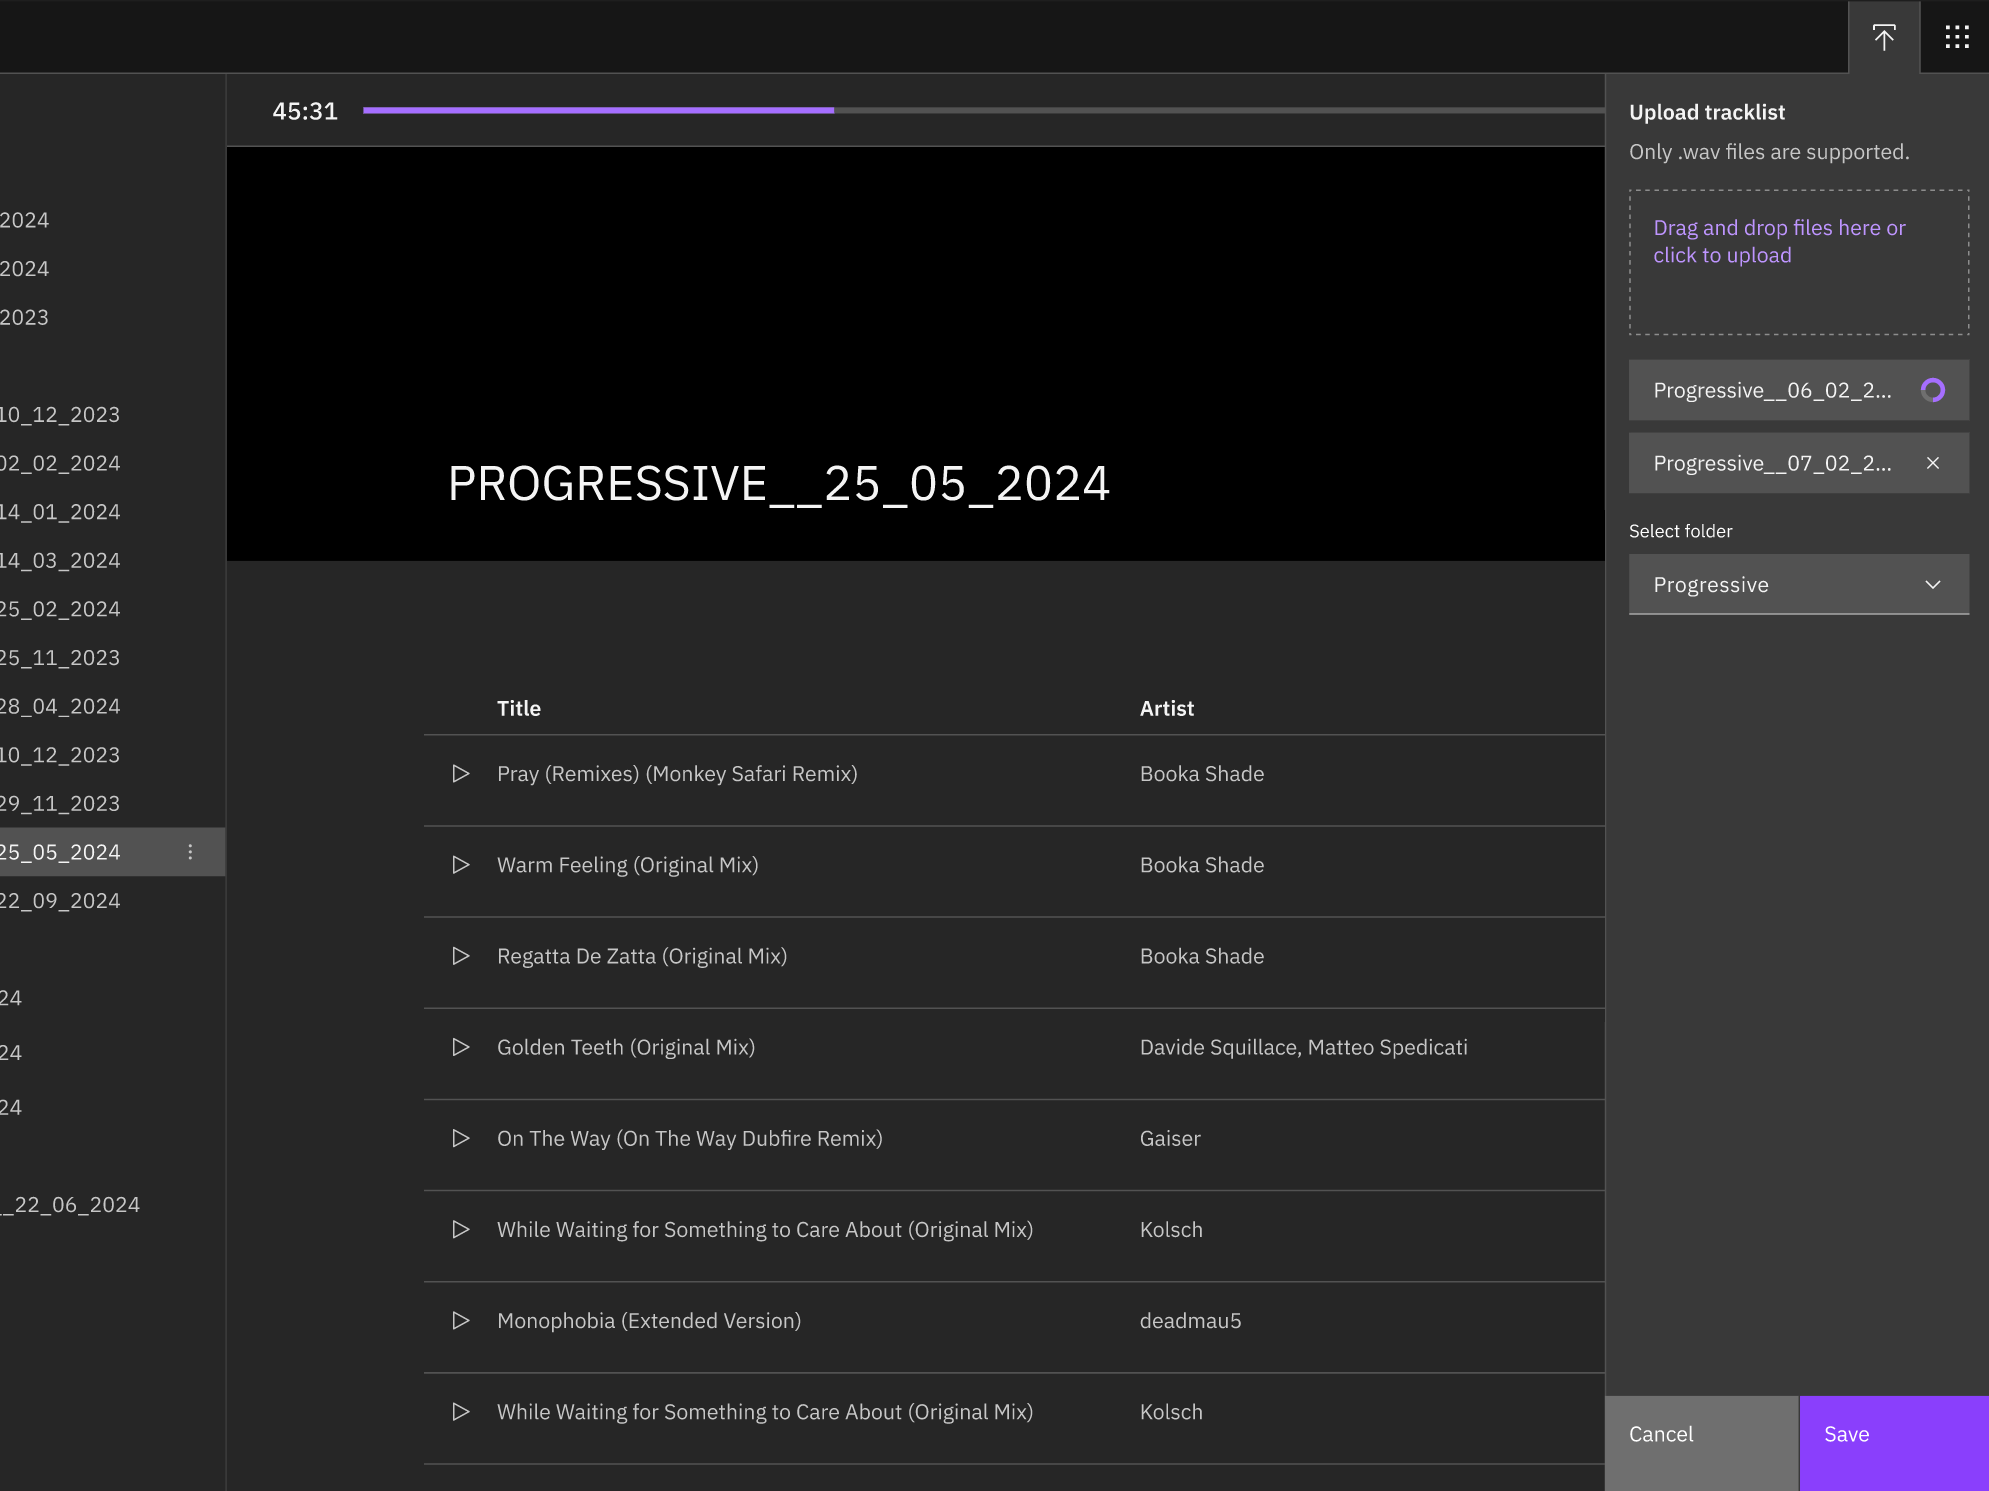 2024
2024
2023
10_12_2023
02_02_2024
14_01_2024
14_03_2024
25_02_2024
25_11_2023
28_04_2024
10_12_2023
29_11_2023
25_05_2024
22_09_2024
24
24
24
_22_06_2024
45:31
PROGRESSIVE__25_05_2024
Title Artist
Pray (Remixes) (Monkey Safari Remix) Booka Shade
Warm Feeling (Original Mix) Booka Shade
Regatta De Zatta (Original Mix) Booka Shade
Golden Teeth (Original Mix) Davide Squillace, Matteo Spedicati
On The Way (On The Way Dubfire Remix) Gaiser
While Waiting for Something to Care About (Original Mix) Kolsch
Monophobia (Extended Version) deadmau5
While Waiting for Something to Care About (Original Mix) Kolsch
Upload tracklist
Only .wav files are supported.
Drag and drop files here or
click to upload
Progressive__06_02_2...
Progressive__07_02_2...
Select folder
Progressive
Cancel Save